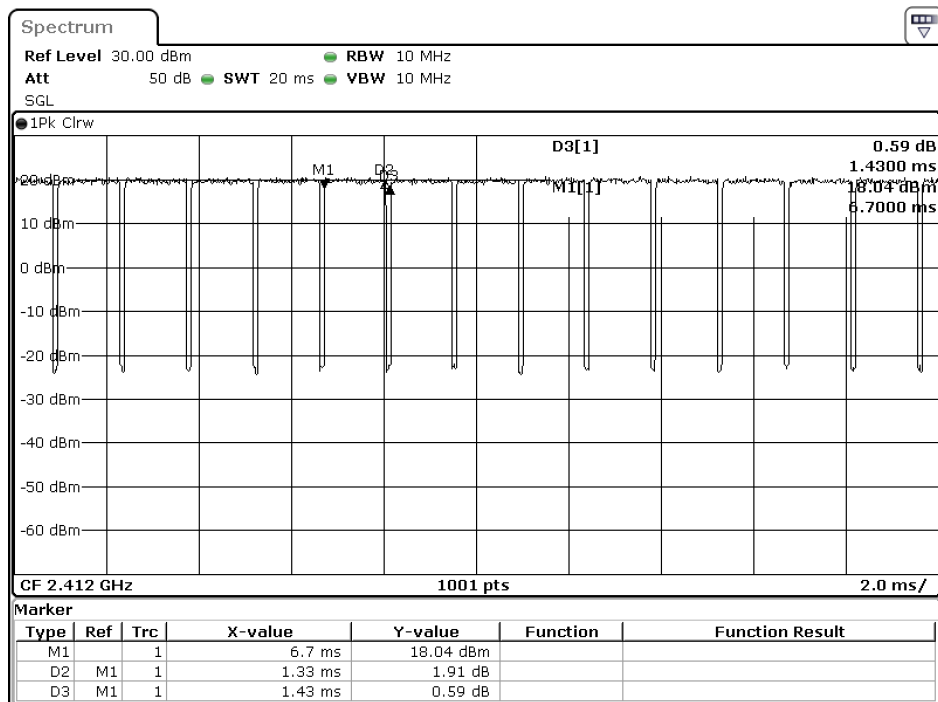 Spectrum
Ref Level 30.00 dBm RBW 10 MHz
Att 50 dB SWT 20 ms VBW 10 MHz
SGL
1Pk Clrw
D3[1] 0.59 dB
1.4300 ms
M1 D2 D3
20 dBm M1[1] 18.04 dBm
6.7000 ms
10 dBm
0 dBm
-10 dBm
-20 dBm
-30 dBm
-40 dBm
-50 dBm
-60 dBm
CF 2.412 GHz 1001 pts 2.0 ms/
Marker
Type Ref Trc X-value Y-value Function Function Result
M1 1 6.7 ms 18.04 dBm
D2 M1 1 1.33 ms 1.91 dB
D3 M1 1 1.43 ms 0.59 dB